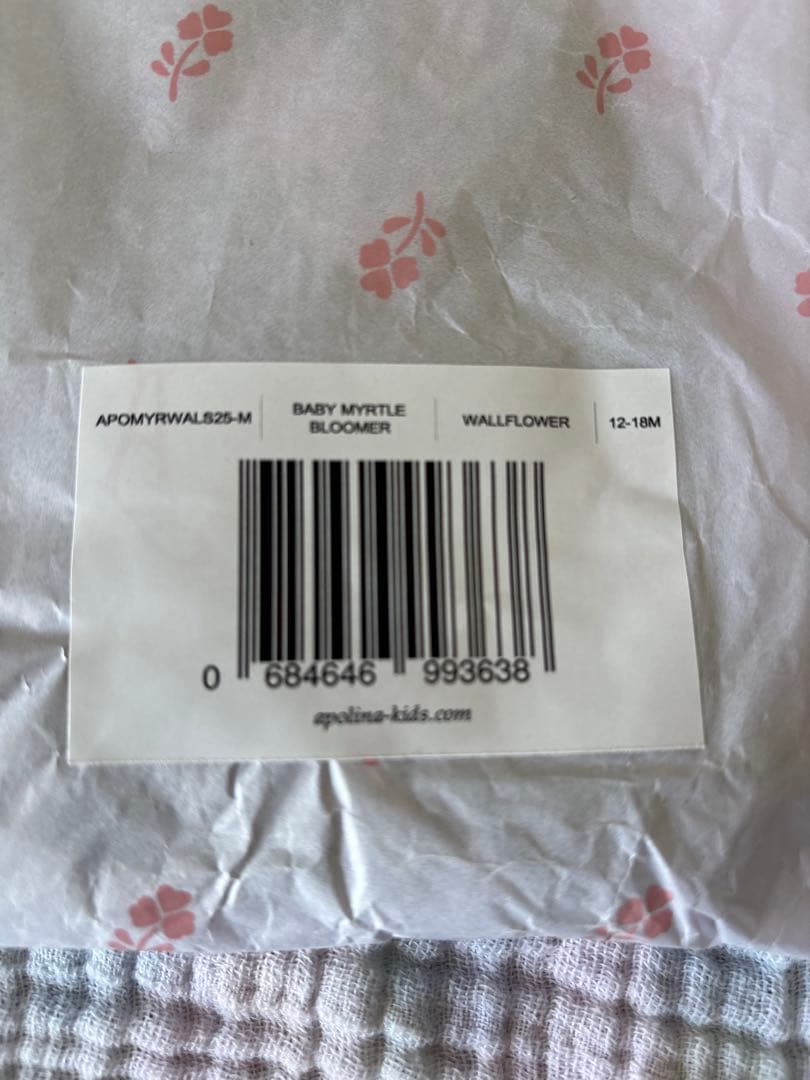 APOMYRWALS25-M
BABY MYRTLE
BLOOMER
WALLFLOWER
12-18M
0 684646 993638
apolina-kids.com